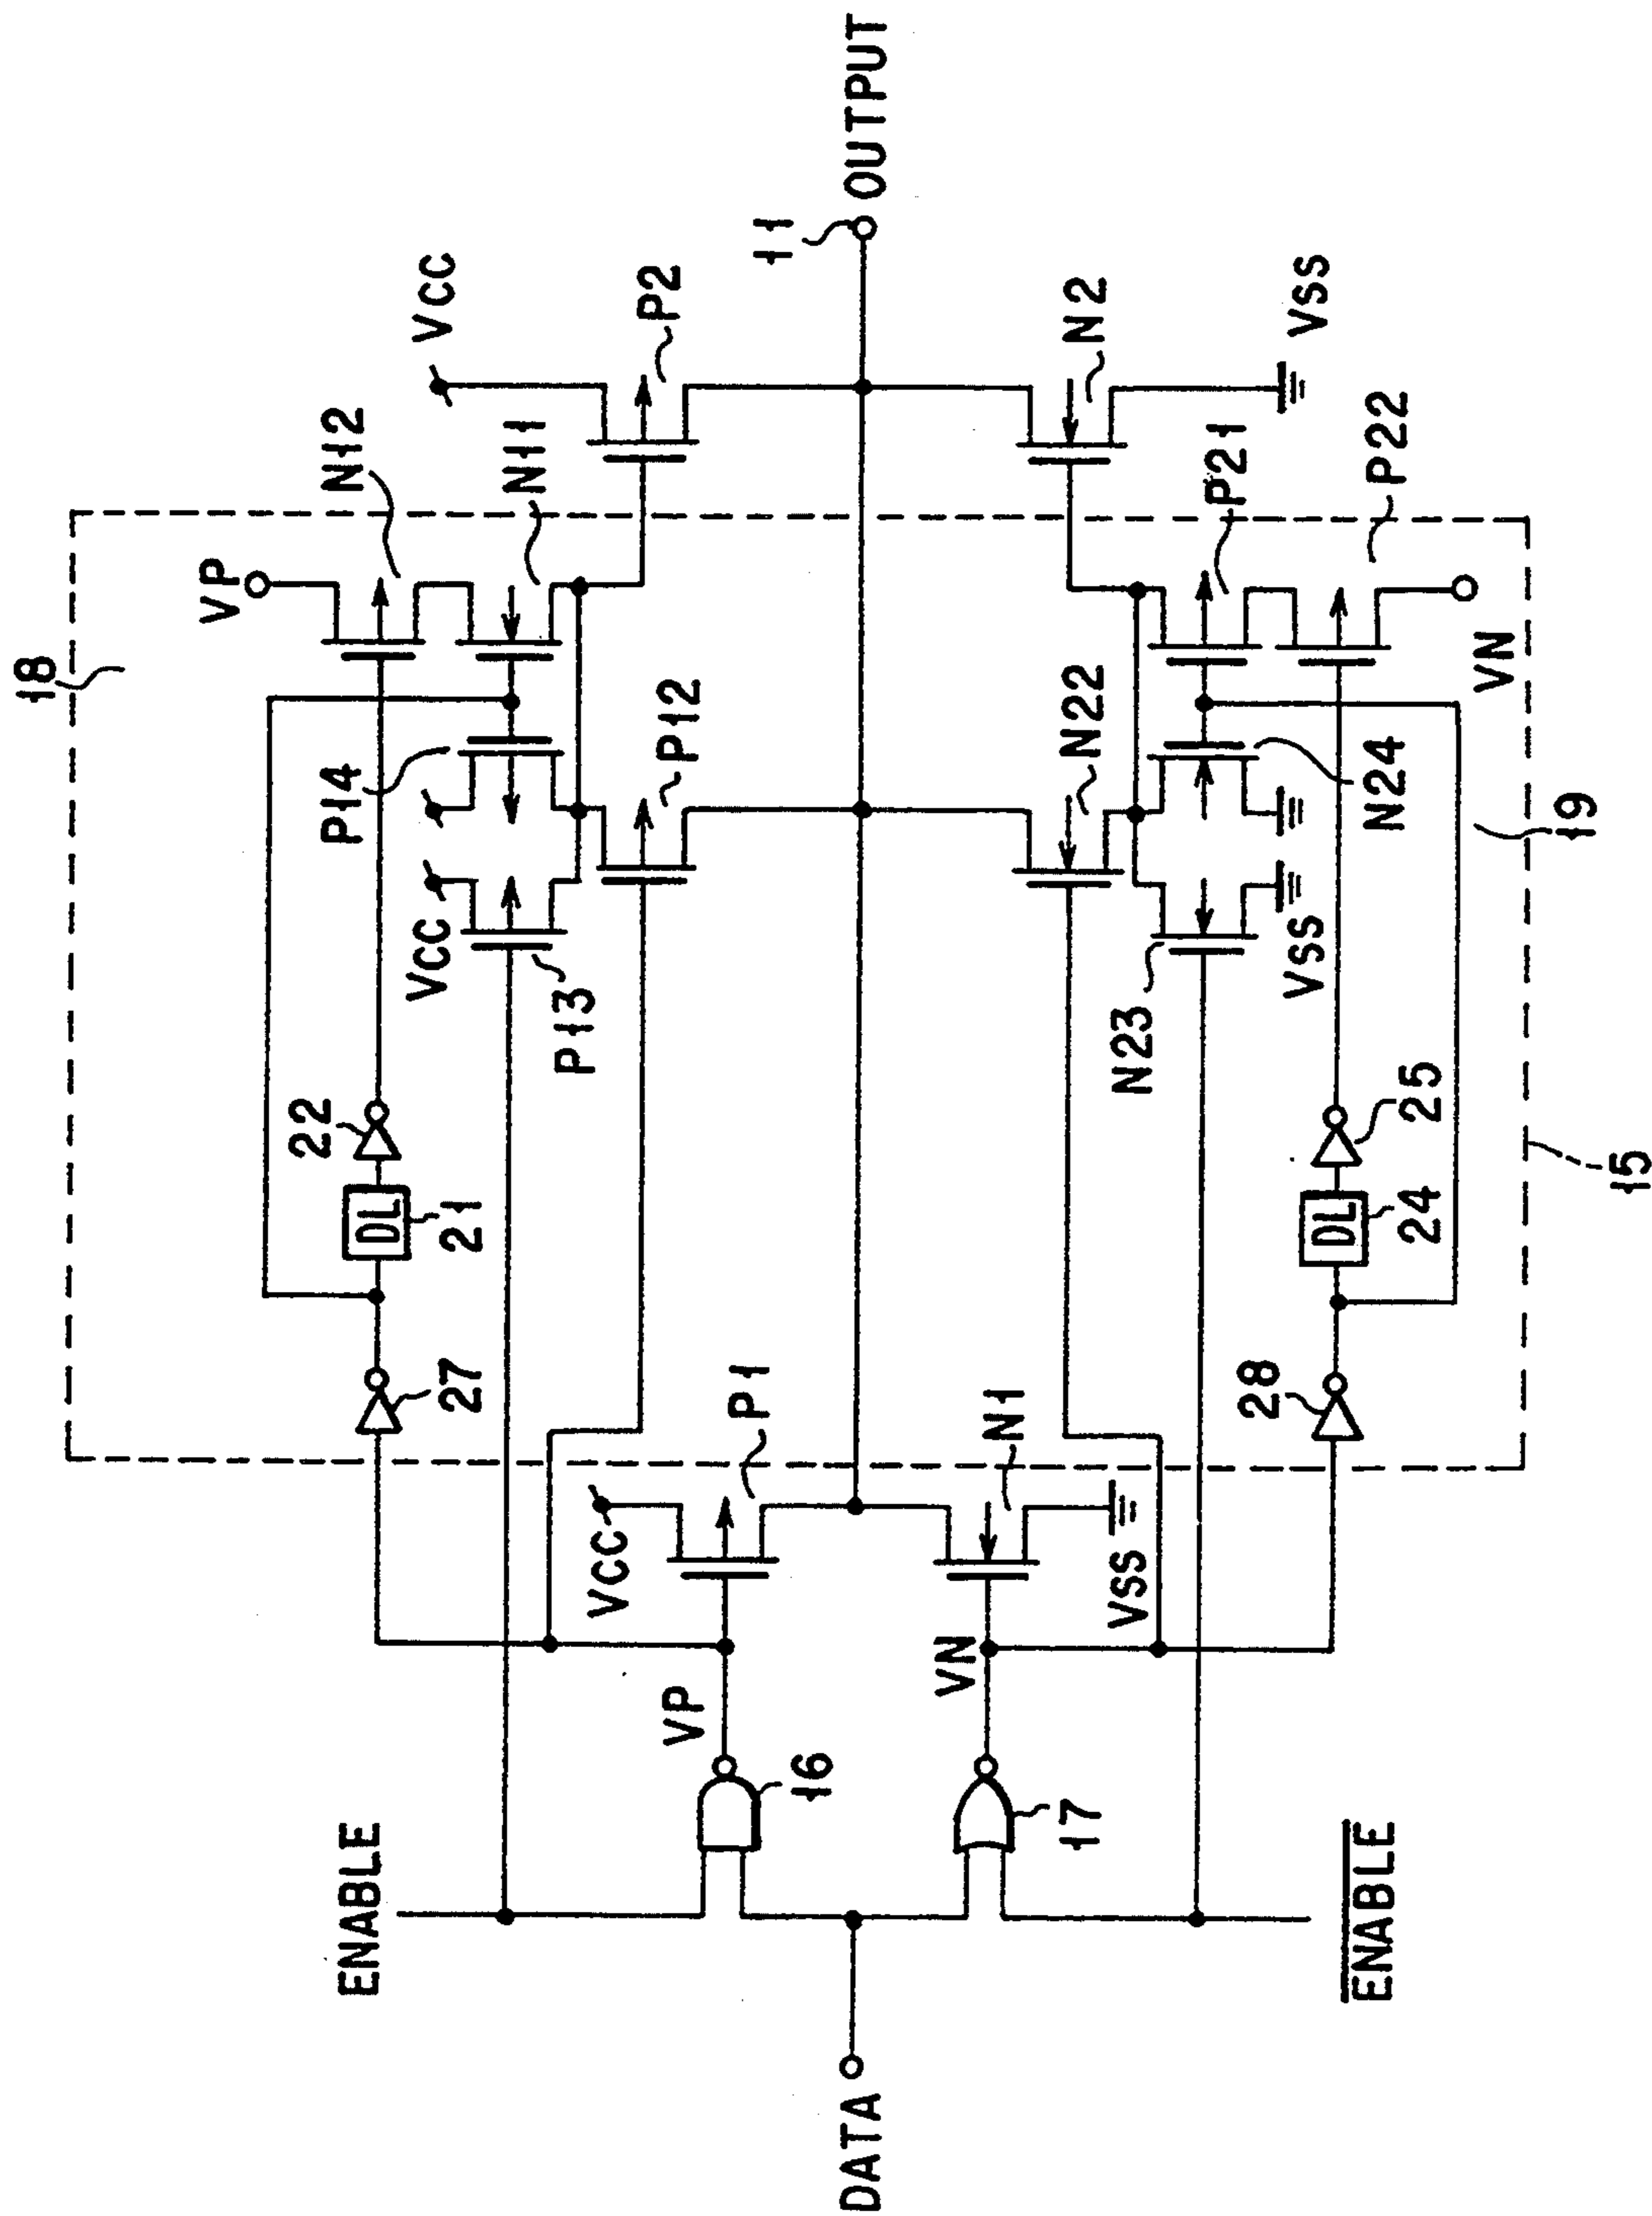 18
VP
N12
N11
VCC
P2
P14
VCC
P13
P12
22
DL
21
27
P1
VCC
ENABLE
VP
16
DATA
11
OUTPUT
VN
17
N1
VSS
N22
N2
VSS
N23
VSS
N24
P21
P22
VN
28
DL
24
25
19
15
ENABLE